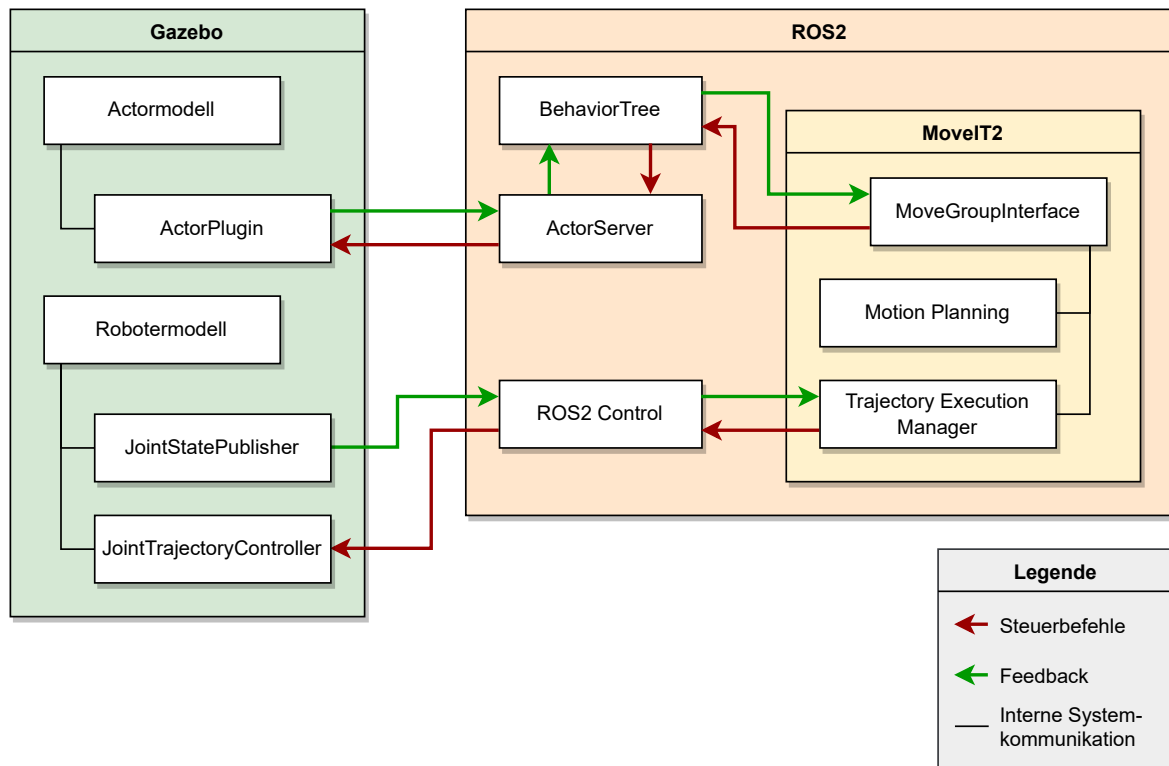 Gazebo
Actormodell
ActorPlugin
Robotermodell
JointStatePublisher
JointTrajectoryController
ROS2
BehaviorTree
ActorServer
ROS2 Control
MoveIT2
MoveGroupInterface
Motion Planning
Trajectory Execution
Manager
Legende
Steuerbefehle
Feedback
Interne System-
kommunikation